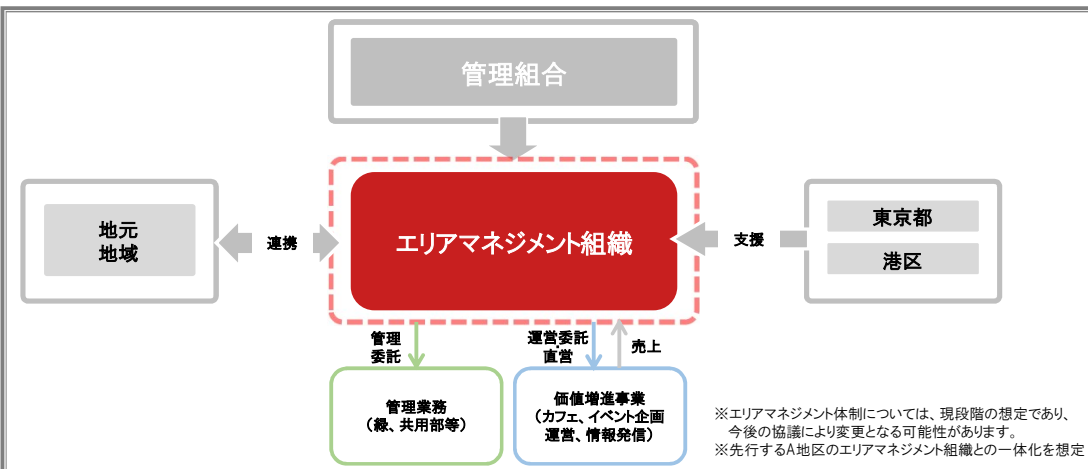 管理組合
地元
地域
連携
エリアマネジメント組織
支援
東京都
港区
管理
委託
運営委託
直営
売上
管理業務
(緑、共用部等)
価値増進事業
(カフェ、イベント企画
運営、情報発信)
※エリアマネジメント体制については、現段階の想定であり、
今後の協議により変更となる可能性があります。
※先行するA地区のエリアマネジメント組織との一体化を想定